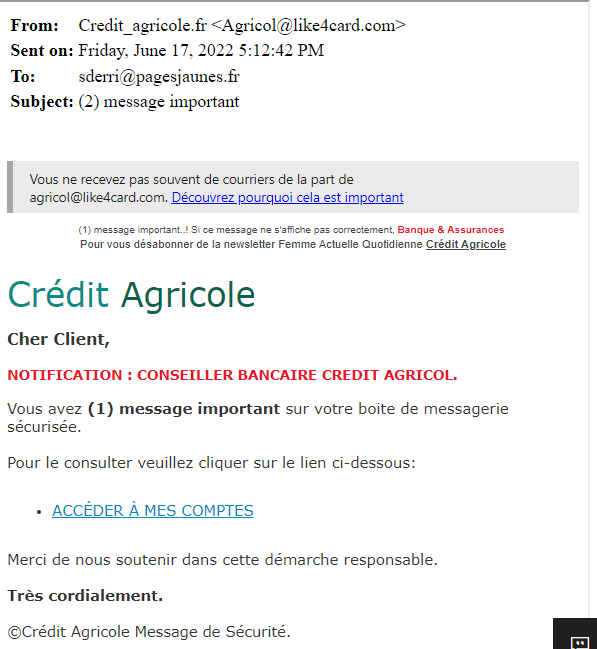 From: Credit_agricole.fr <Agricol@like4card.com>
Sent on: Friday, June 17, 2022 5:12:42 PM
To: sderri@pagesjaunes.fr
Subject: (2) message important
Vous ne recevez pas souvent de courriers de la part de
agricol@like4card.com. Découvrez pourquoi cela est important
(1) message important..! Si ce message ne s'affiche pas correctement, Banque & Assurances
Pour vous désabonner de la newsletter Femme Actuelle Quotidienne Crédit Agricole
Crédit Agricole
Cher Client,
NOTIFICATION : CONSEILLER BANCAIRE CREDIT AGRICOL.
Vous avez (1) message important sur votre boite de messagerie
sécurisée.
Pour le consulter veuillez cliquer sur le lien ci-dessous:
• ACCÉDER À MES COMPTES
Merci de nous soutenir dans cette démarche responsable.
Très cordialement.
©Crédit Agricole Message de Sécurité.